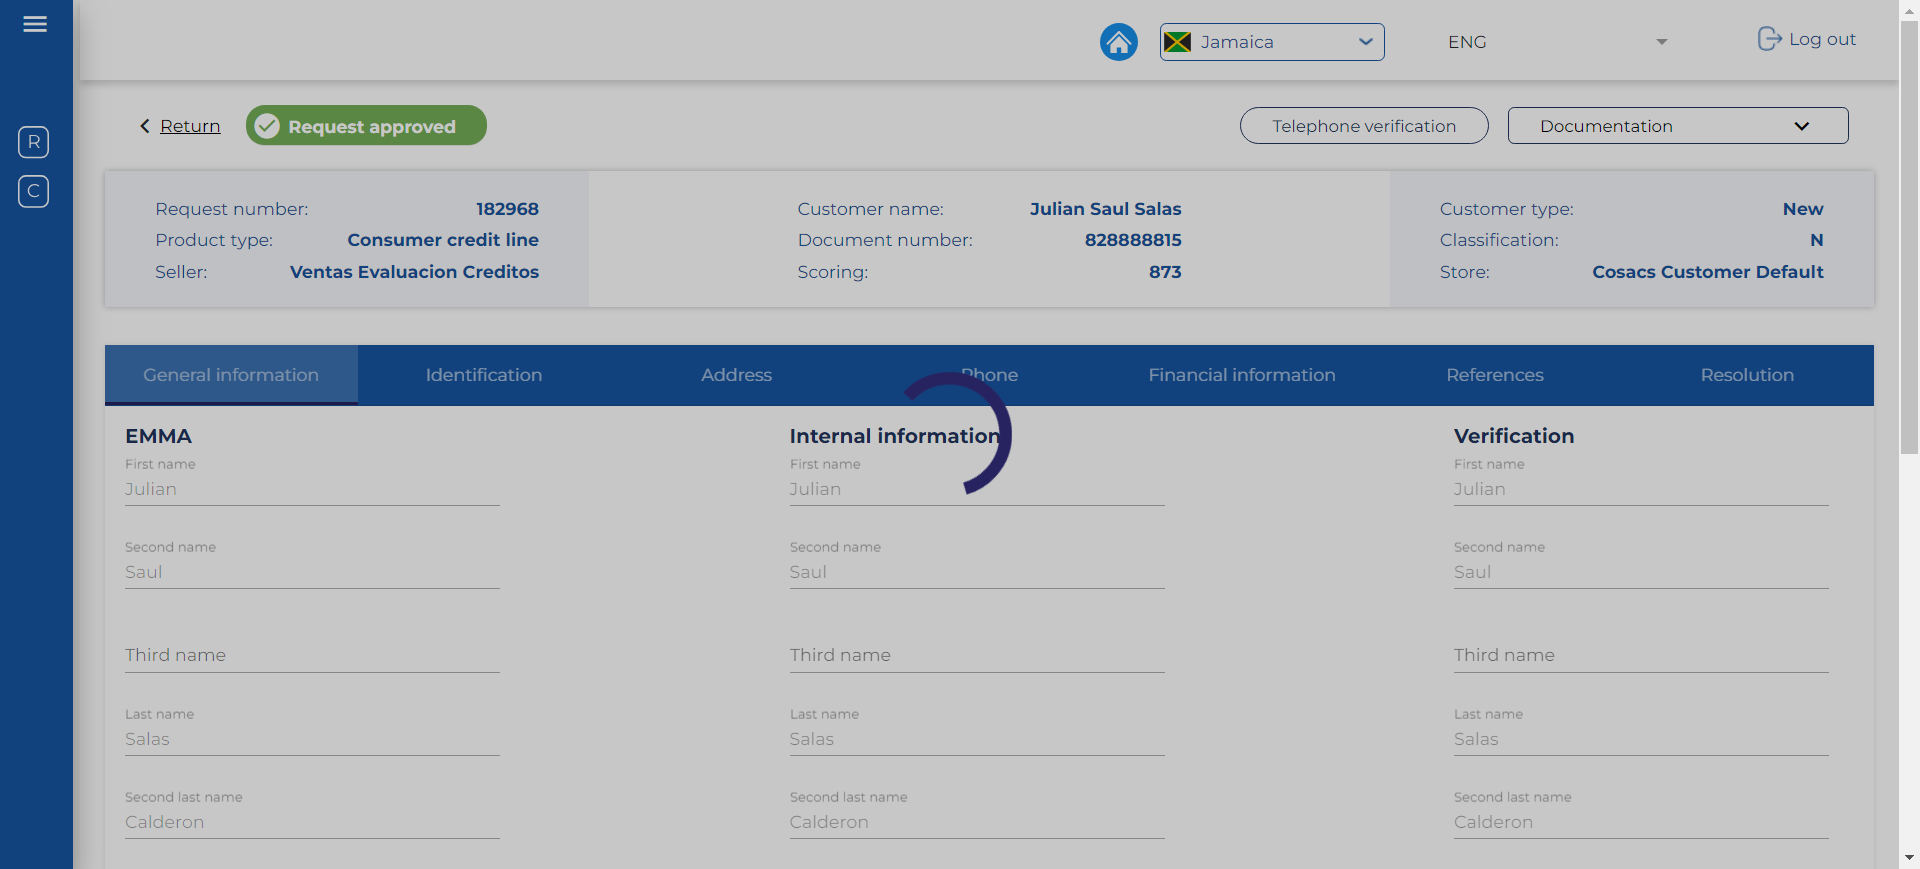 Jamaica
ENG
Log out
Return
Request approved
Telephone verification
Documentation
R
C
Request number: 182968
Product type: Consumer credit line
Seller: Ventas Evaluacion Creditos
Customer name: Julian Saul Salas
Document number: 828888815
Scoring: 873
Customer type: New
Classification: N
Store: Cosacs Customer Default
General information
Identification
Address
Phone
Financial information
References
Resolution
EMMA
First name
Julian
Second name
Saul
Third name
Last name
Salas
Second last name
Calderon
Internal information
First name
Julian
Second name
Saul
Third name
Last name
Salas
Second last name
Calderon
Verification
First name
Julian
Second name
Saul
Third name
Last name
Salas
Second last name
Calderon